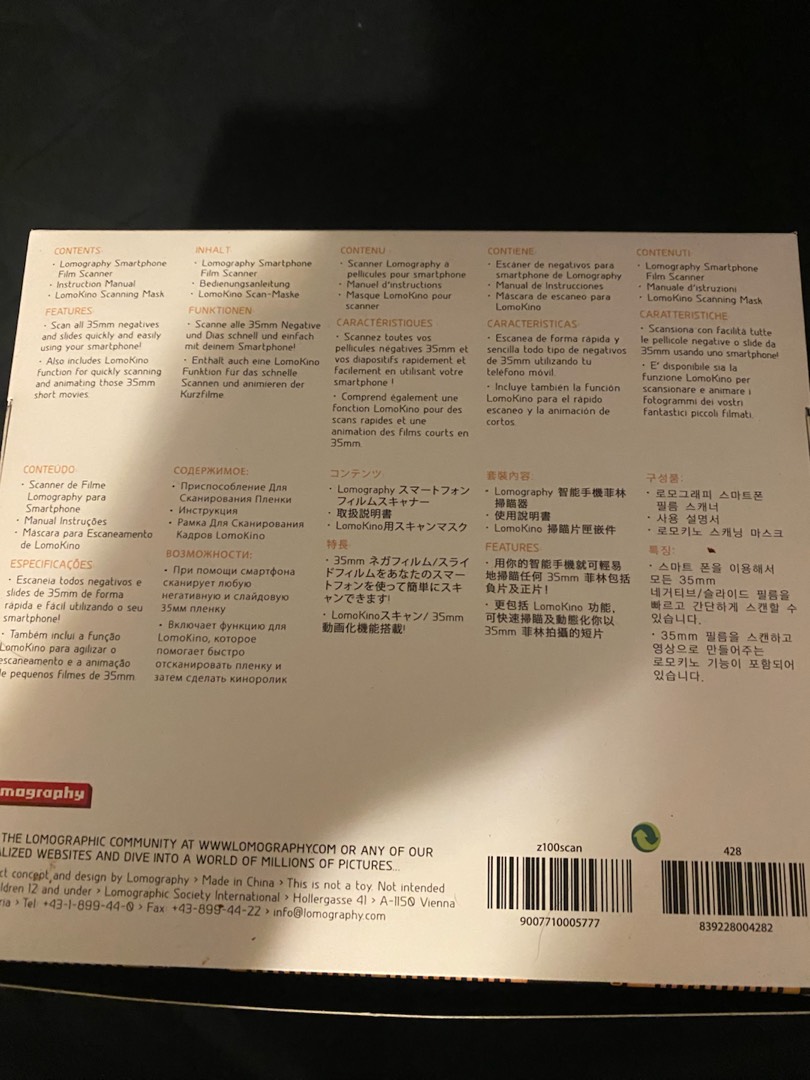 CONTENTS
· Lomography Smartphone
Film Scanner
· Instruction Manual
· LomoKino Scanning Mask
FEATURES
· Scan all 35mm negatives
and slides quickly and easily
using your smartphone!
· Also includes LomoKino
function for quickly scanning
and animating those 35mm
short movies.
INHALT
· Lomography Smartphone
Film Scanner
· Bedienungsanleitung
· LomoKino Scan-Maske
FUNKTIONEN
· Scanne alle 35mm Negative
und Dias schnell und einfach
mit deinem Smartphone!
· Enthält auch eine LomoKino
Funktion für das schnelle
Scannen und animieren der
Kurzfilme.
CONTENU
· Scanner Lomography à
pellicules pour smartphone
· Manuel d'instructions
· Masque LomoKino pour
scanner
CARACTÉRISTIQUES
· Scannez toutes vos
pellicules négatives 35mm et
vos diapositifs rapidement et
facilement en utilisant votre
smartphone !
· Comprend également une
fonction LomoKino pour des
scans rapides et une
animation des films courts en
35mm.
CONTIENE
· Escáner de negativos para
smartphone de Lomography
· Manual de Instrucciones
· Máscara de escaneo para
LomoKino
CARACTERÍSTICAS
· Escanea de forma rápida y
sencilla todo tipo de negativos
de 35mm utilizando tu
teléfono móvil.
· Incluye también la función
LomoKino para el rápido
escaneo y la animación de
cortos.
CONTENUTI
· Lomography Smartphone
Film Scanner
· Manuale d'istruzioni
· LomoKino Scanning Mask
CARATTERISTICHE
· Scansiona con facilità tutte
le pellicole negative o slide da
35mm usando uno smartphone!
· E' disponibile sia la
funzione LomoKino per
scansionare e animare i
fotogrammi dei vostri
fantastici piccoli filmati.
CONTEÚDO
· Scanner de Filme
Lomography para
Smartphone
· Manual Instruções
· Máscara para Escaneamento
de LomoKino
ESPECIFICAÇÕES
· Escaneia todos negativos e
slides de 35mm de forma
rápida e fácil utilizando o seu
smartphone!
· Também inclui a função
LomoKino para agilizar o
escaneamento e a animação
de pequenos filmes de 35mm
СОДЕРЖИМОЕ:
· Приспособление Для
Сканирования Пленки
· Инструкция
· Рамка Для Сканирования
Кадров LomoKino
ВОЗМОЖНОСТИ:
· При помощи смартфона
сканирует любую
негативную и слайдовую
35мм пленку
· Включает функцию для
LomoKino, которое
помогает быстро
отсканировать пленку и
затем сделать киноролик
コンテンツ
· Lomography スマートフォン
フィルムスキャナー
· 取扱説明書
· LomoKino用スキャンマスク
特長
· 35mm ネガフィルム/スライ
ドフィルムをあなたのスマー
トフォンを使って簡単にスキ
ャンできます!
· LomoKinoスキャン/ 35mm
動画化機能搭載!
套裝內容
· Lomography 智能手機菲林
掃瞄器
· 使用說明書
· LomoKino 掃瞄片匣嵌件
FEATURES
· 用你的智能手機就可輕易
地掃瞄任何 35mm 菲林包括
負片及正片！
· 更包括 LomoKino 功能,
可快速掃瞄及動態化你以
35mm 菲林拍攝的短片
구성품:
· 로모그래피 스마트폰
필름 스캐너
· 사용 설명서
· 로모키노 스캐닝 마스크
특징:
· 스마트 폰을 이용해서
모든 35mm
네거티브/슬라이드 필름을
빠르고 간단하게 스캔할 수
있습니다.
· 35mm 필름을 스캔하고
영상으로 만들어주는
로모키노 기능이 포함되어
있습니다.
mography
THE LOMOGRAPHIC COMMUNITY AT WWW.LOMOGRAPHY.COM OR ANY OF OUR
ALIZED WEBSITES AND DIVE INTO A WORLD OF MILLIONS OF PICTURES...
ct concept and design by Lomography > Made in China > This is not a toy. Not intended
ildren 12 and under > Lomographic Society International > Hollergasse 41 > A-1150 Vienna
ria > Tel: +43-1-899-44-0 > Fax: +43-899-44-22 > info@lomography.com
z100scan
9007710005777
428
839228004282